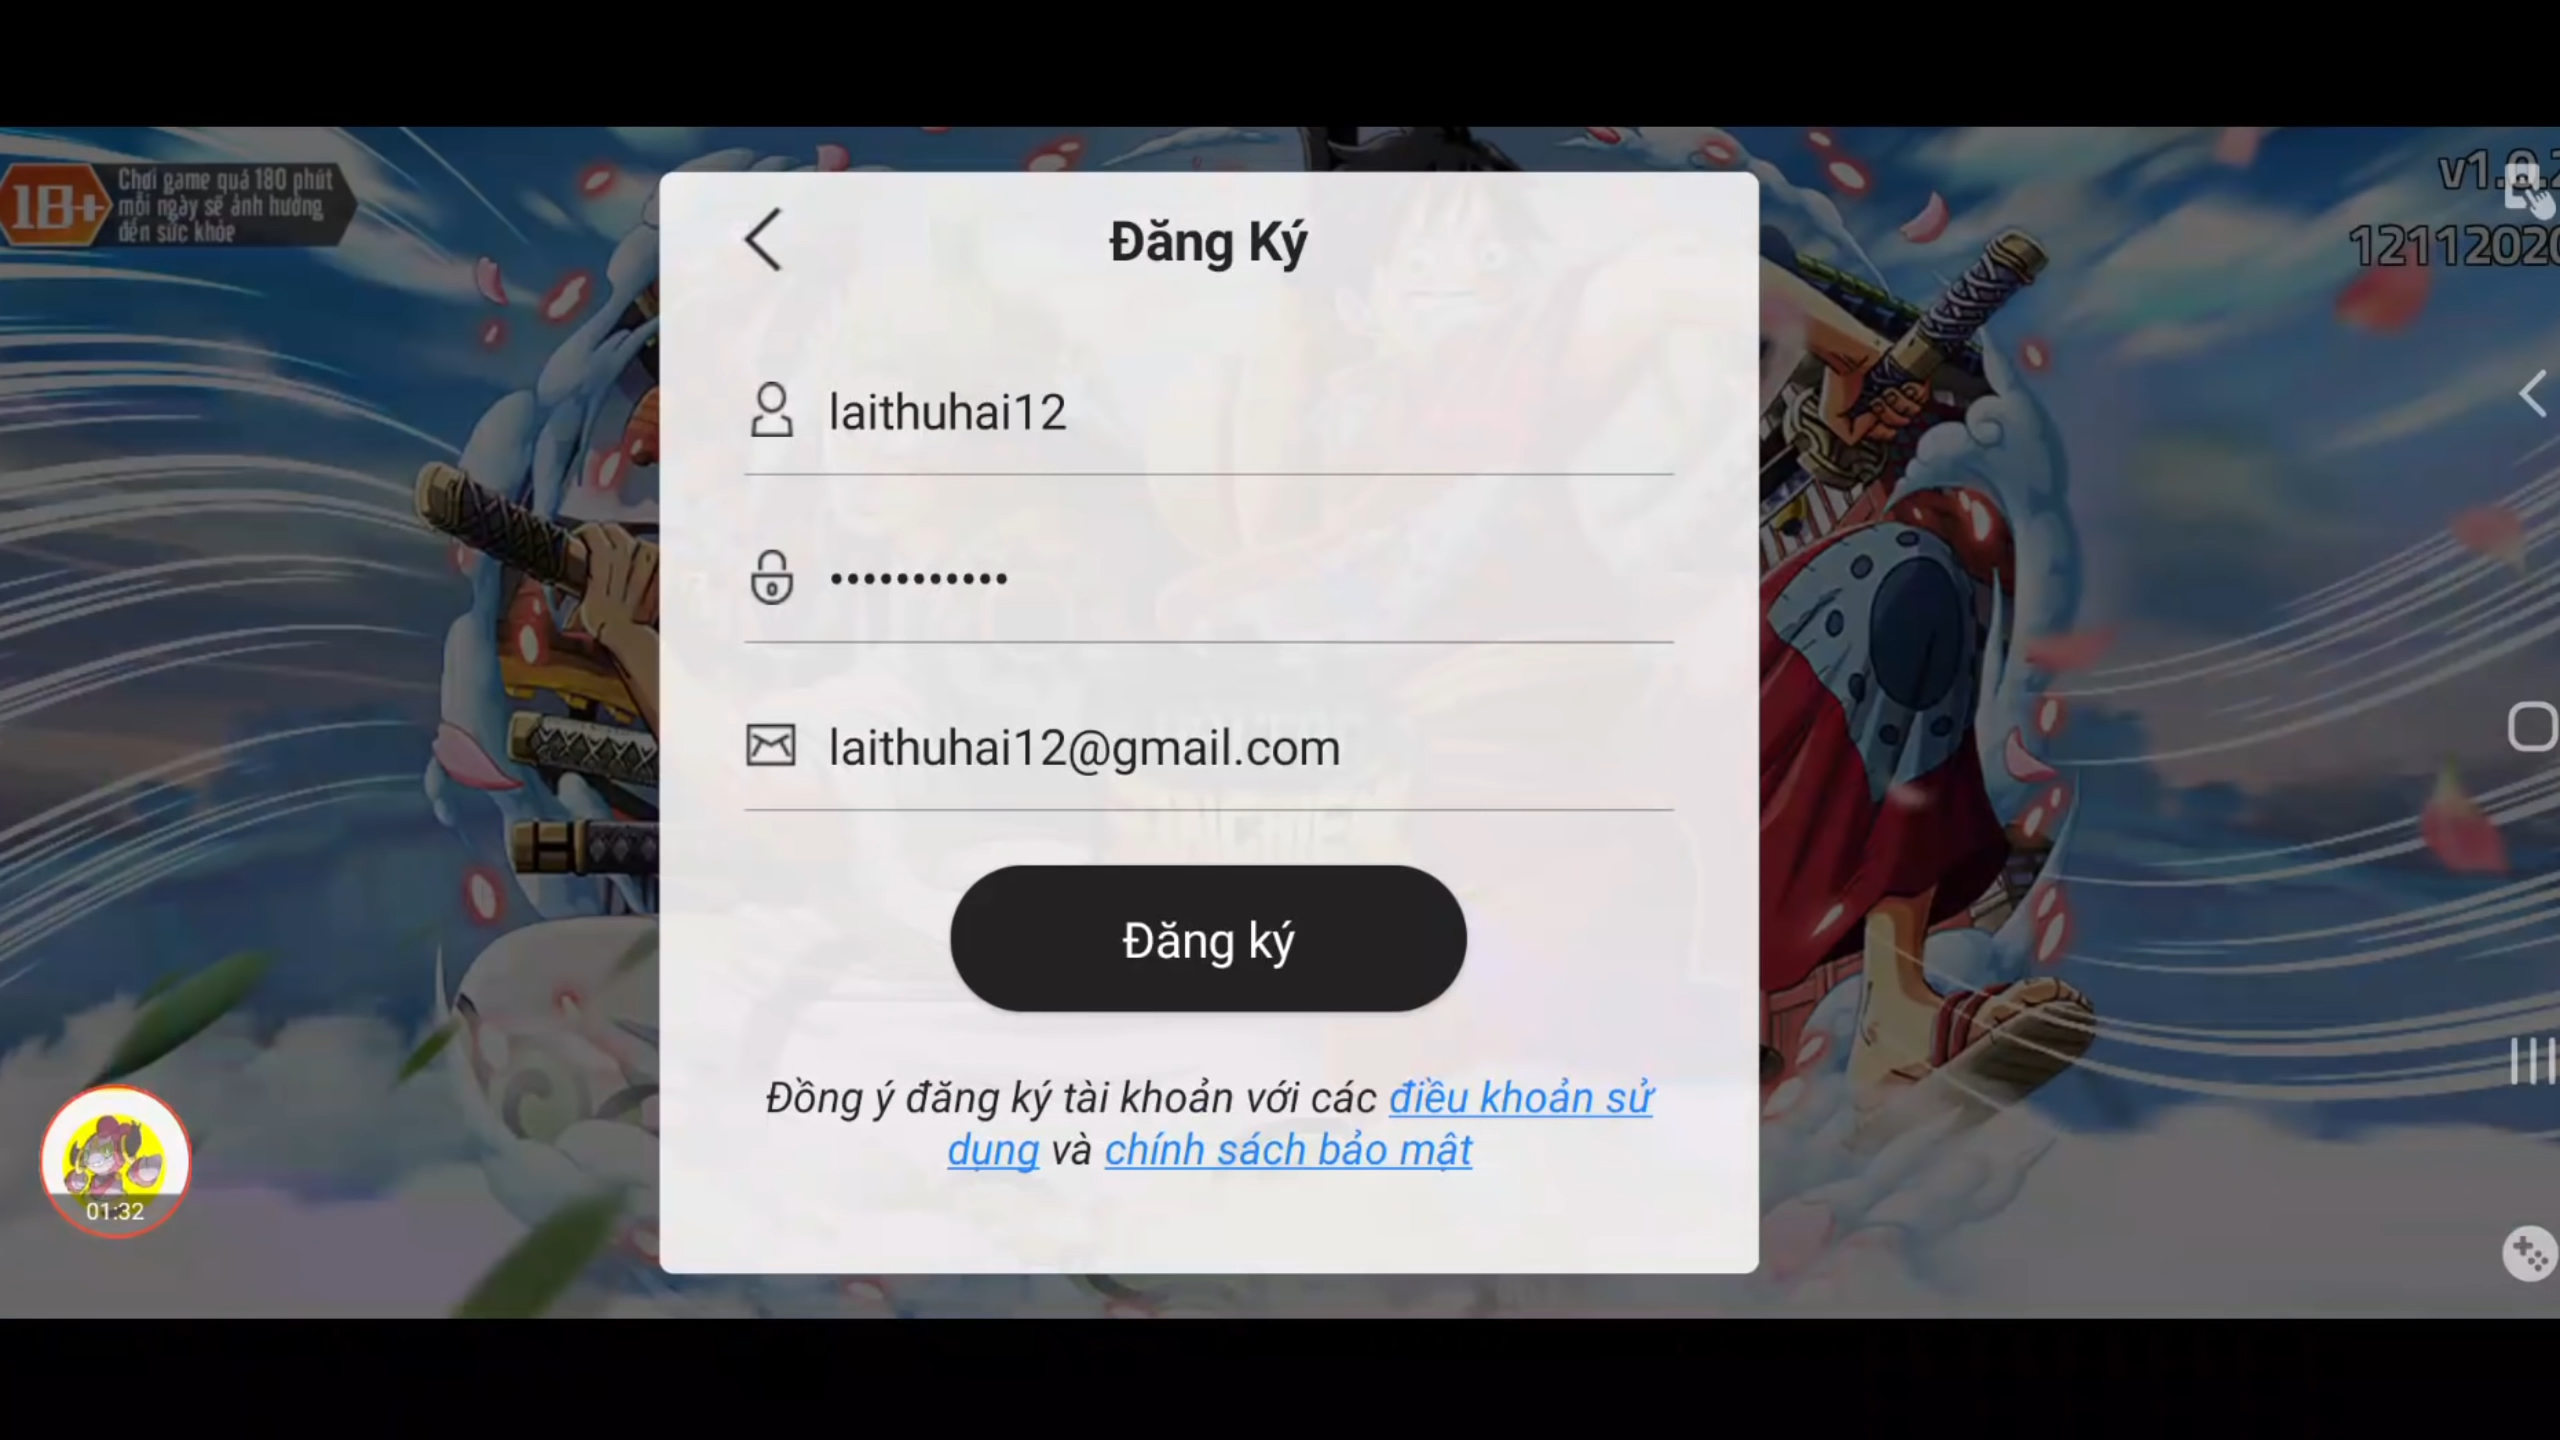 18+
Chơi game quá 180 phút
mỗi ngày sẽ ảnh hưởng
đến sức khỏe
Đăng Ký
laithuhai12
•••••••••••
laithuhai12@gmail.com
Đăng ký
Đồng ý đăng ký tài khoản với các điều khoản sử
dụng và chính sách bảo mật
01:32